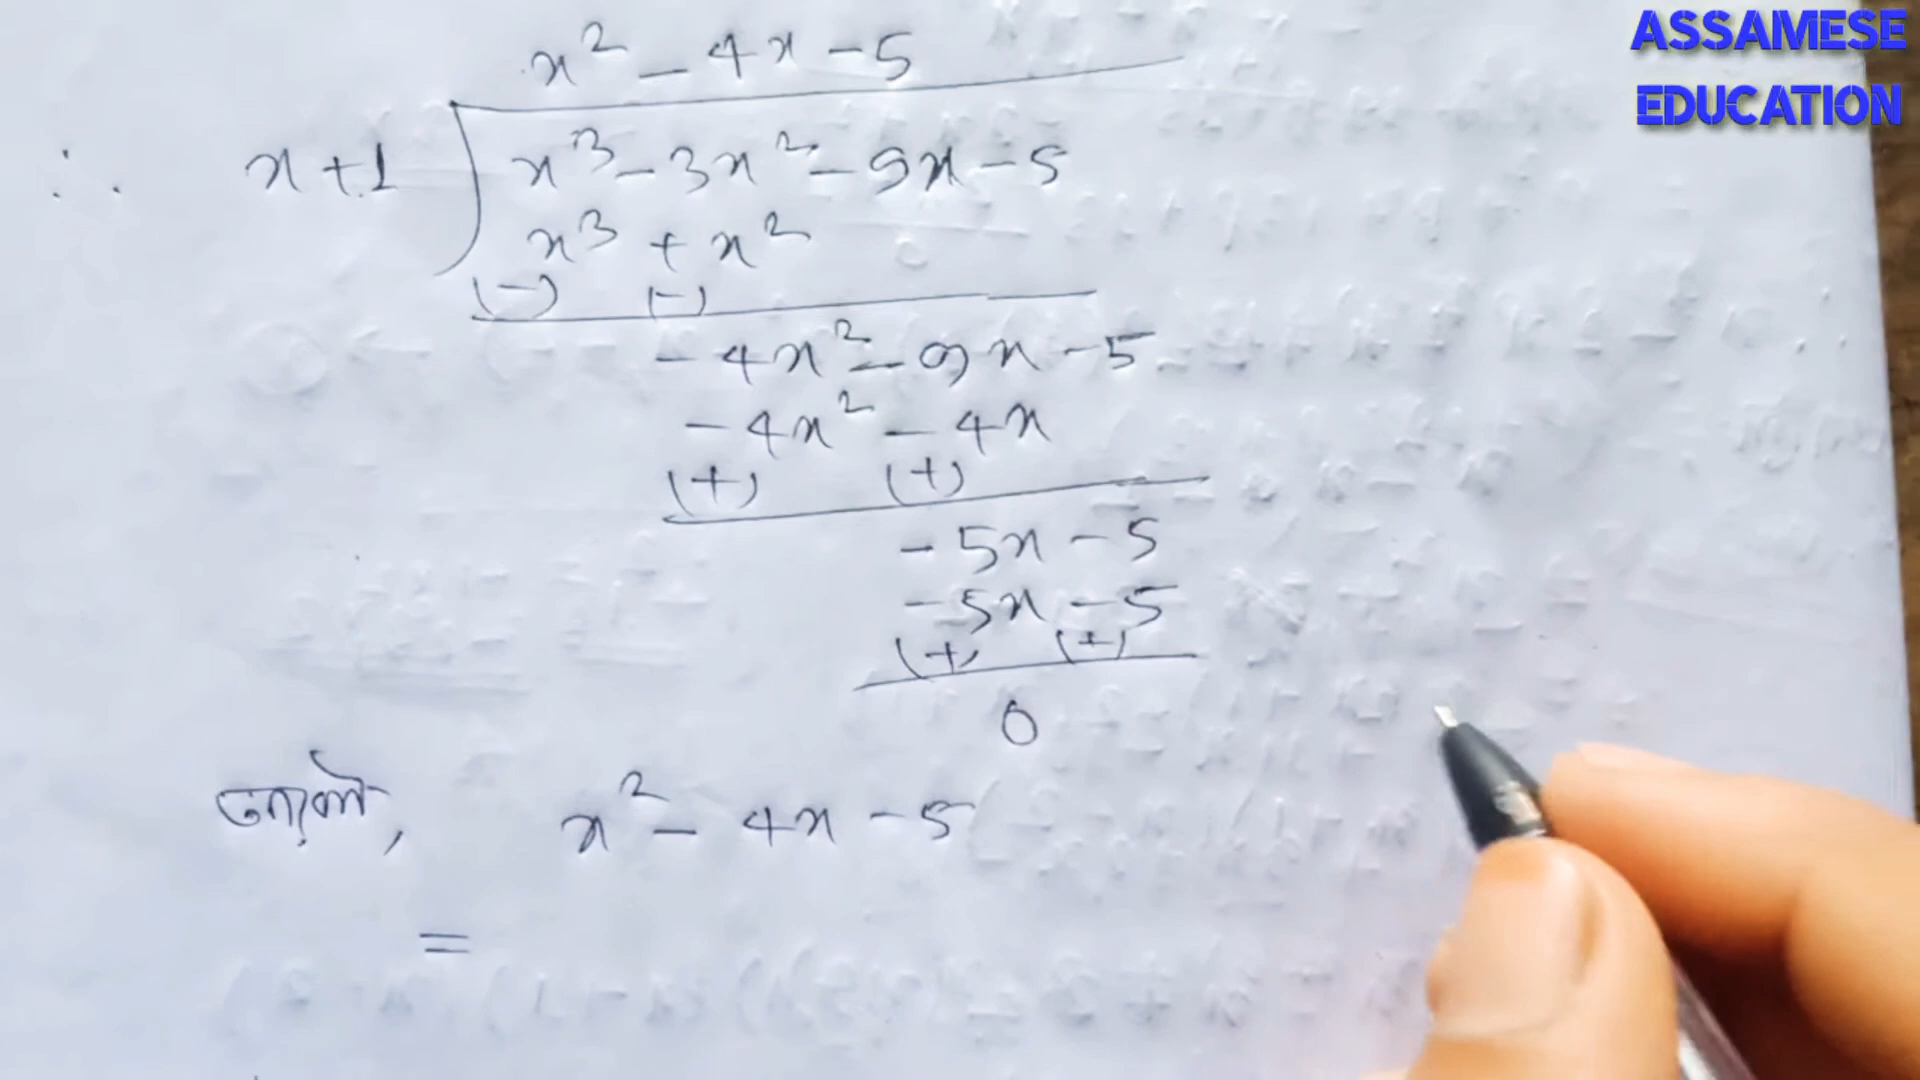 ASSAMESE
EDUCATION
x² - 4x - 5
∴ x + 1 ) x³ - 3x² - 9x - 5
x³ + x²
(-) (-)
- 4x² - 9x - 5
- 4x² - 4x
(+) (+)
- 5x - 5
- 5x - 5
(+) (+)
0
x² - 4x - 5
=